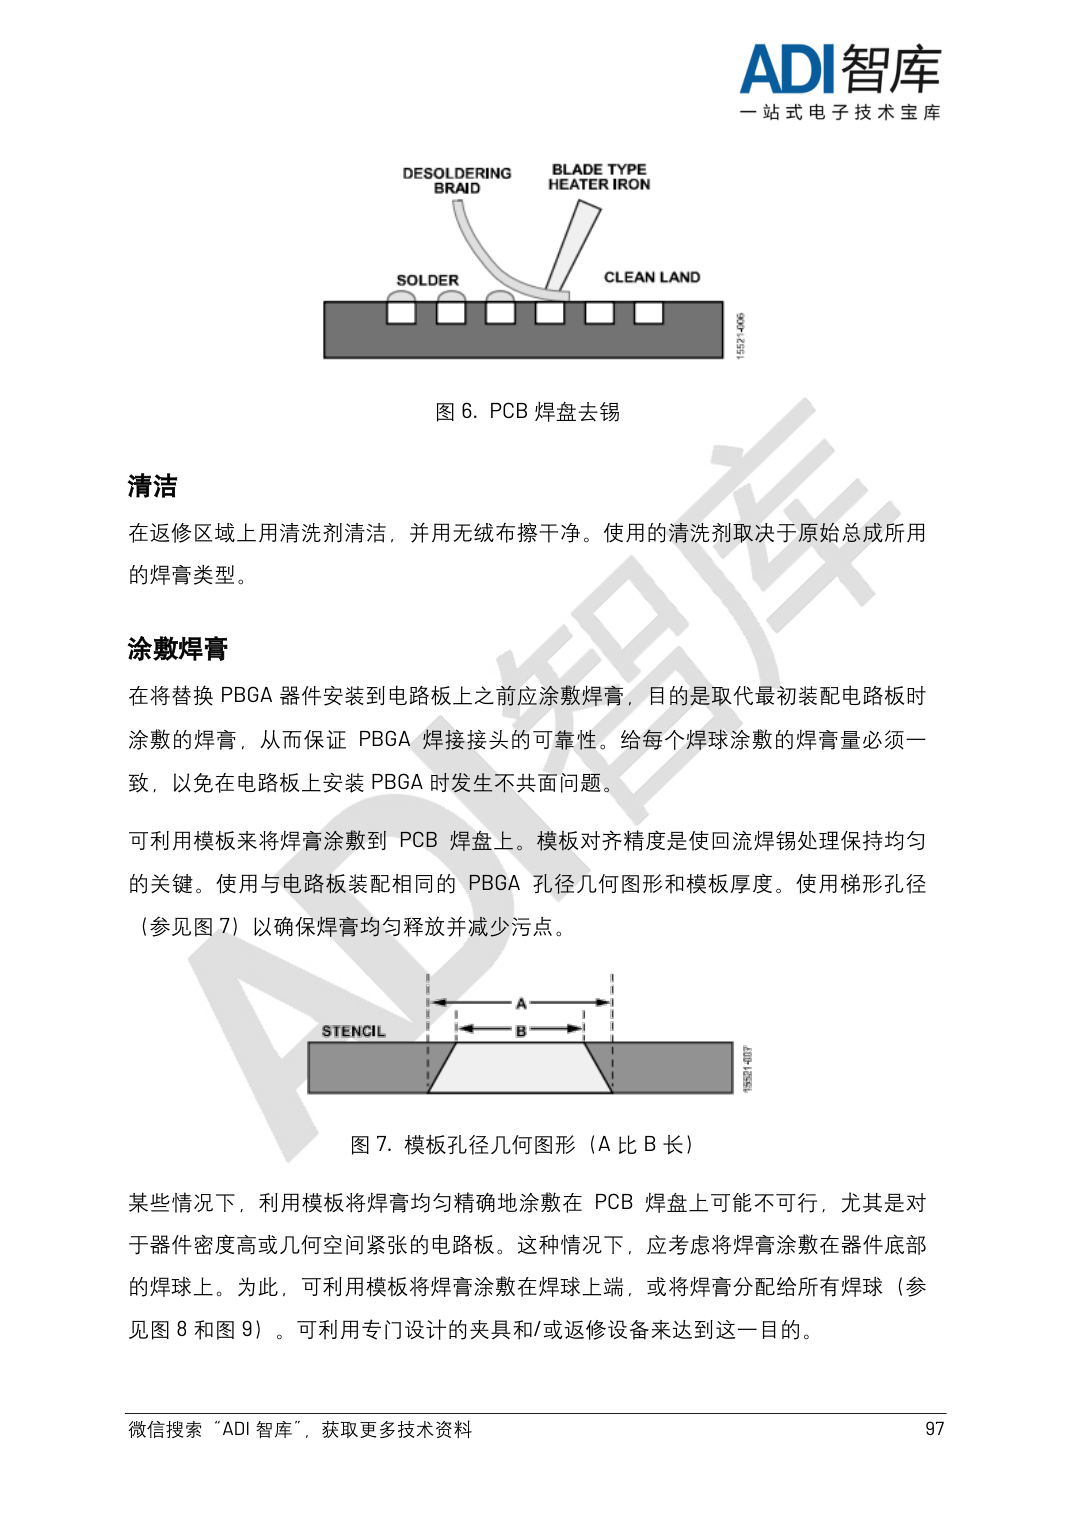 ADI智库
一站式电子技术宝库
DESOLDERING
BRAID
BLADE TYPE
HEATER IRON
SOLDER
CLEAN LAND
15521-006
图 6. PCB 焊盘去锡
清洁
在返修区域上用清洗剂清洁，并用无绒布擦干净。使用的清洗剂取决于原始总成所用
的焊膏类型。
涂敷焊膏
在将替换 PBGA 器件安装到电路板上之前应涂敷焊膏，目的是取代最初装配电路板时
涂敷的焊膏，从而保证 PBGA 焊接接头的可靠性。给每个焊球涂敷的焊膏量必须一
致，以免在电路板上安装 PBGA 时发生不共面问题。
可利用模板来将焊膏涂敷到 PCB 焊盘上。模板对齐精度是使回流焊锡处理保持均匀
的关键。使用与电路板装配相同的 PBGA 孔径几何图形和模板厚度。使用梯形孔径
（参见图 7）以确保焊膏均匀释放并减少污点。
A
STENCIL
B
15521-007
图 7. 模板孔径几何图形（A 比 B 长）
某些情况下，利用模板将焊膏均匀精确地涂敷在 PCB 焊盘上可能不可行，尤其是对
于器件密度高或几何空间紧张的电路板。这种情况下，应考虑将焊膏涂敷在器件底部
的焊球上。为此，可利用模板将焊膏涂敷在焊球上端，或将焊膏分配给所有焊球（参
见图 8 和图 9）。可利用专门设计的夹具和/或返修设备来达到这一目的。
微信搜索“ADI 智库”，获取更多技术资料
97
ADI智库